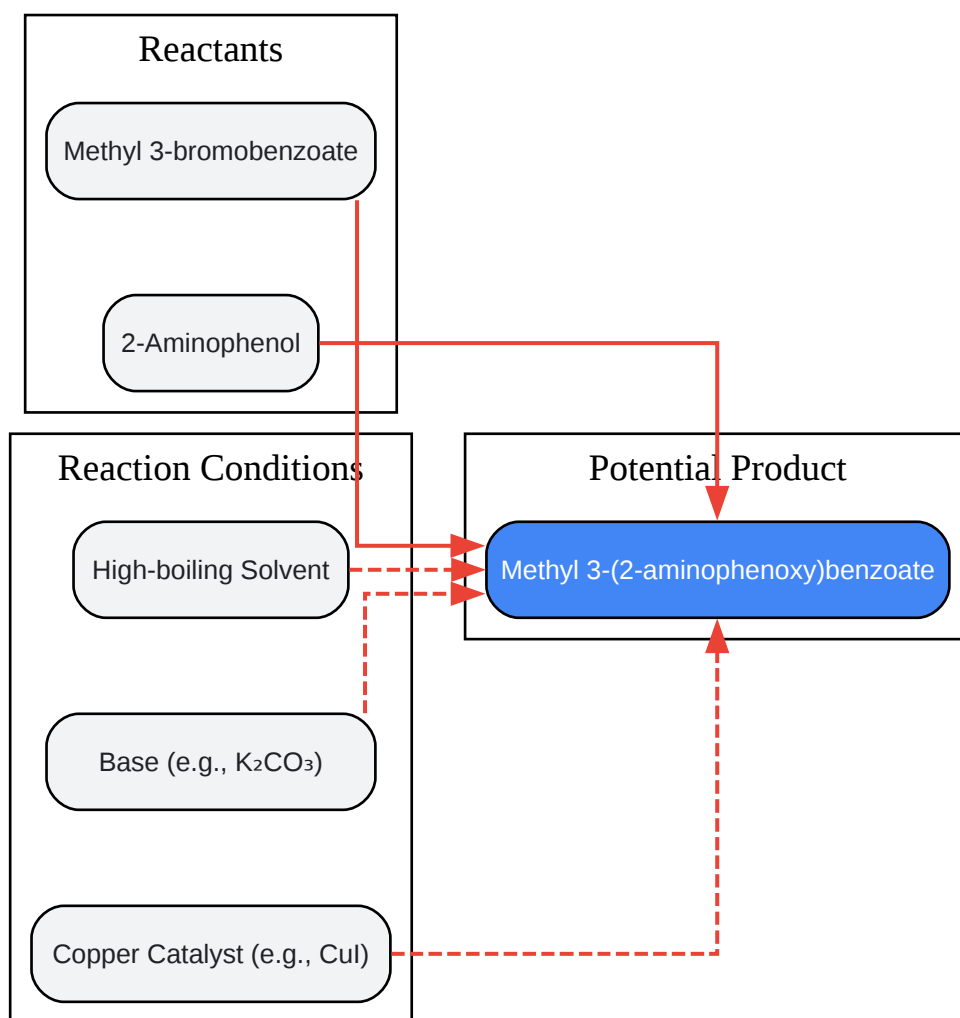 Reactants
Methyl 3-bromobenzoate
2-Aminophenol
Reaction Conditions
High-boiling Solvent
Base (e.g., K₂CO₃)
Copper Catalyst (e.g., CuI)
Potential Product
Methyl 3-(2-aminophenoxy)benzoate